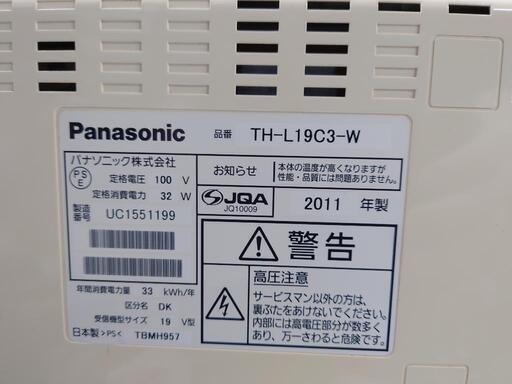 Panasonic 品番 TH-L19C3-W
パナソニック株式会社
PS
E
定格電圧 100 V
定格消費電力 32 W
製造
番号 UC1551199
年間消費電力量 33 kWh/年
区分名 DK
受信機型サイズ 19 V型
日本製 >PS< TBMH957
お知らせ
本体の温度が高くなりますが
性能・品質には問題ありません。
JQA
JQ10009
2011 年製
警告
高圧注意
サービスマン以外の方は、
裏ぶたをあけないでください。
内部には高電圧部分が数多く
あり、万一さわると危険です。